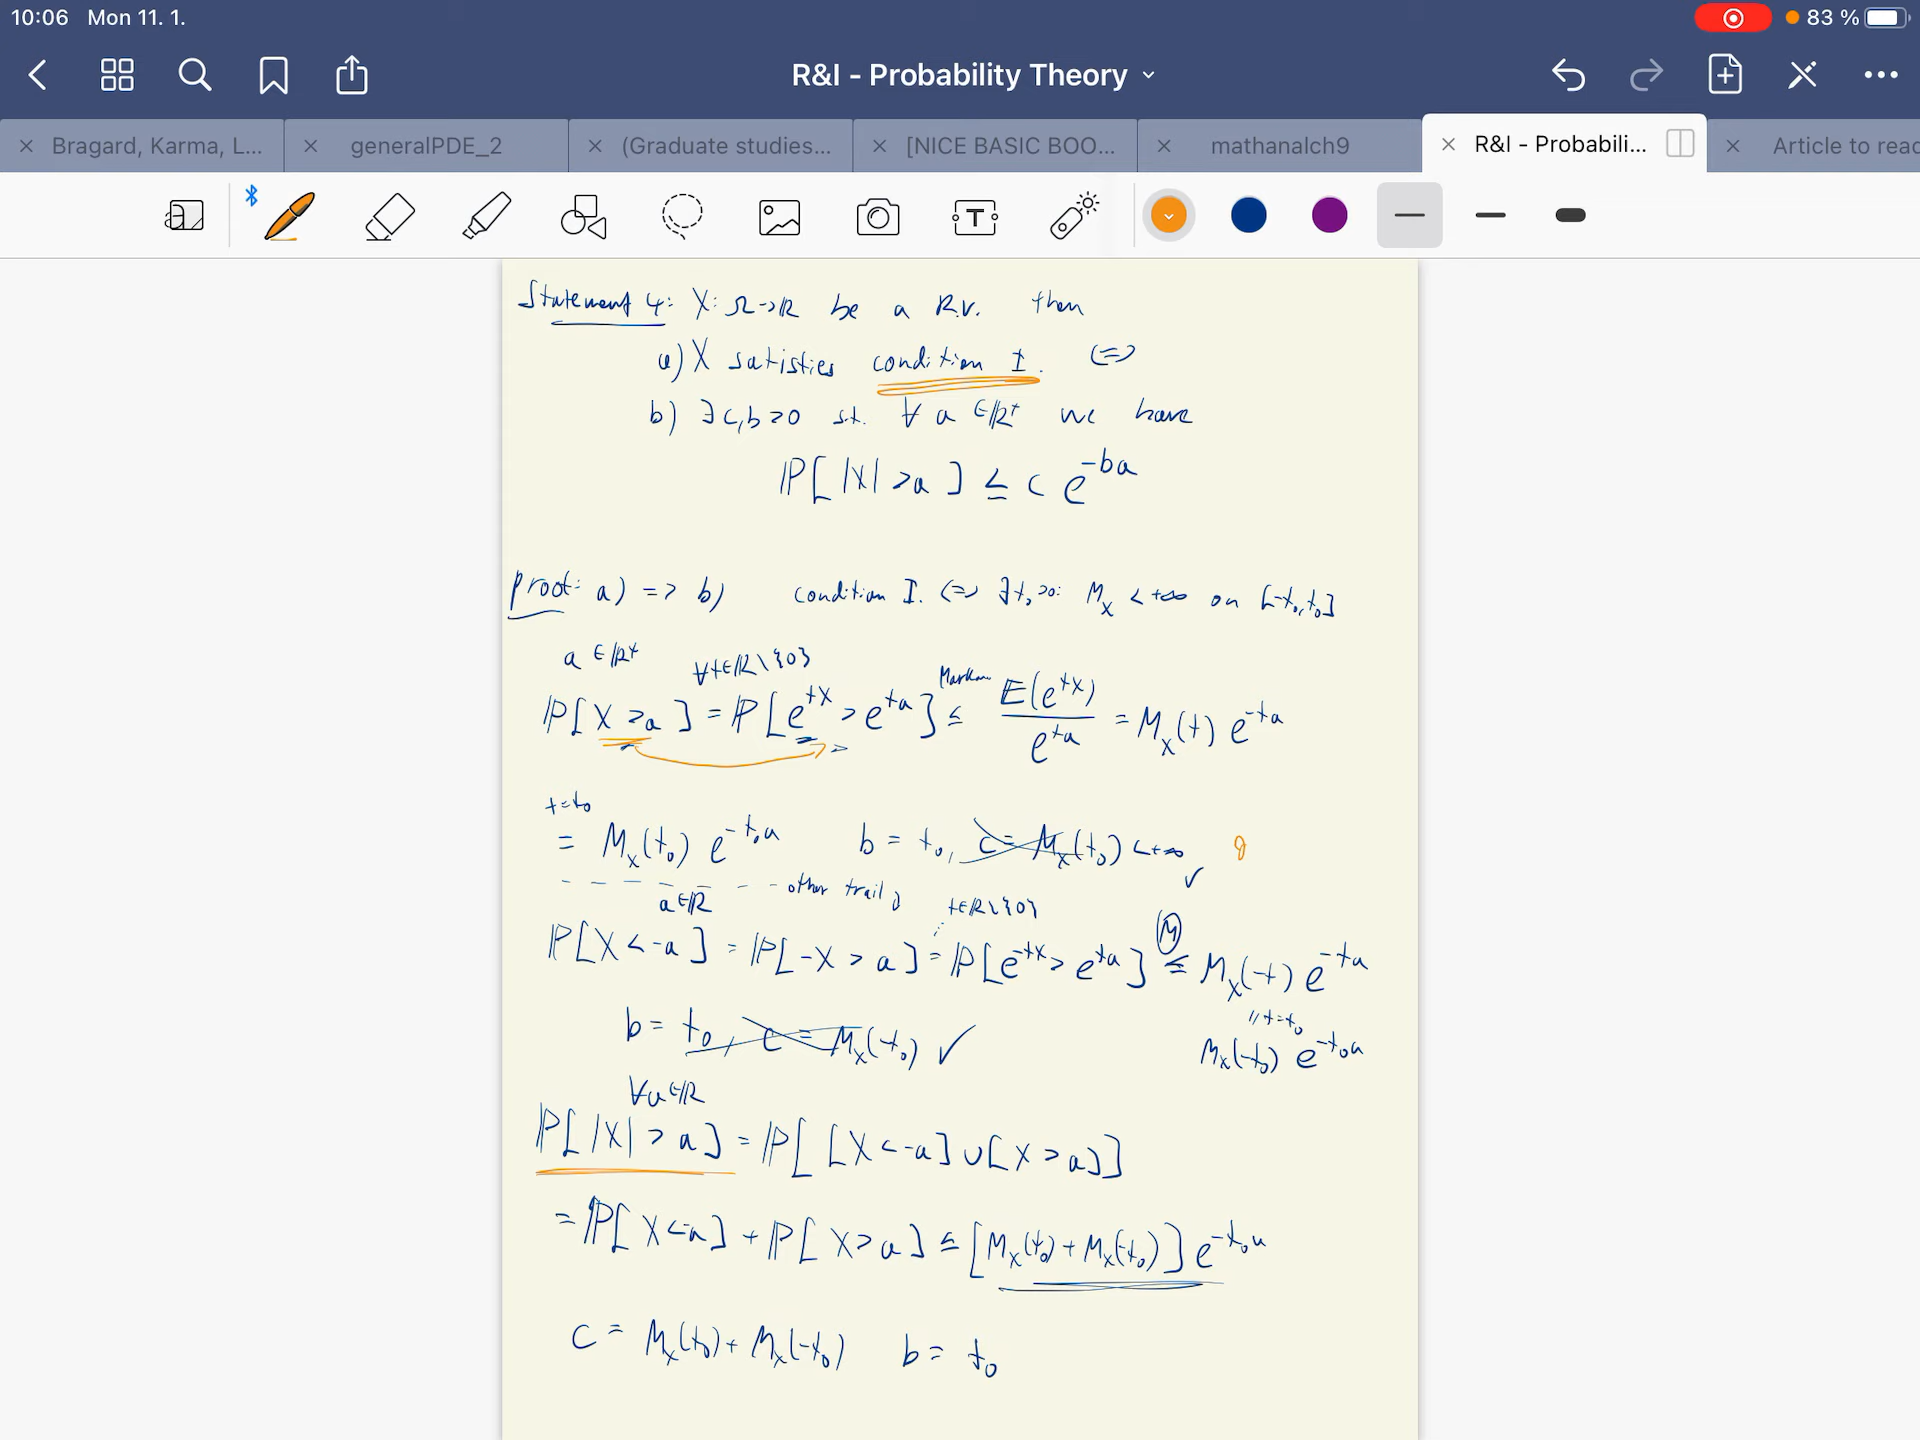 10:06 Mon 11. 1.
83 %
R&I - Probability Theory
Bragard, Karma, L...
generalPDE_2
(Graduate studies...
[NICE BASIC BOO...
mathanalch9
R&I - Probabili...
Article to read
Statement 4: X: Ω→ℝ be a R.V. then
a) X satisfies condition I. <=>
b) ∃ c,b>0 s.t. ∀ a ∈ ℝ⁺ we have
ℙ[ |X| > a ] ≤ c e^{-ba}
proof: a) => b) condition I. <=> ∃ t₀>0: M_X < +∞ on [-t₀,t₀]
a ∈ ℝ⁺ ∀t∈ℝ\{0}
ℙ[X > a] = ℙ[e^{tX} > e^{ta}] ≤ E(e^{tX}) / e^{ta} = M_X(t) e^{-ta}
t=t₀
= M_X(t₀) e^{-t₀a} b = t₀, c = M_X(t₀) < +∞ ✓
other trail
a∈ℝ t∈ℝ\{0} M
ℙ[X < -a] = ℙ[-X > a] = ℙ[e^{-tX} > e^{ta}] ≤ M_X(-t) e^{-ta}
" t=t₀
b = t₀, c = M_X(-t₀) ✓ M_X(-t₀) e^{-t₀a}
∀a∈ℝ
ℙ[ |X| > a ] = ℙ[ [X < -a] ∪ [X > a] ]
= ℙ[ X < -a ] + ℙ[ X > a ] ≤ [M_X(t₀) + M_X(-t₀)] e^{-t₀a}
c = M_X(t₀) + M_X(-t₀) b = t₀